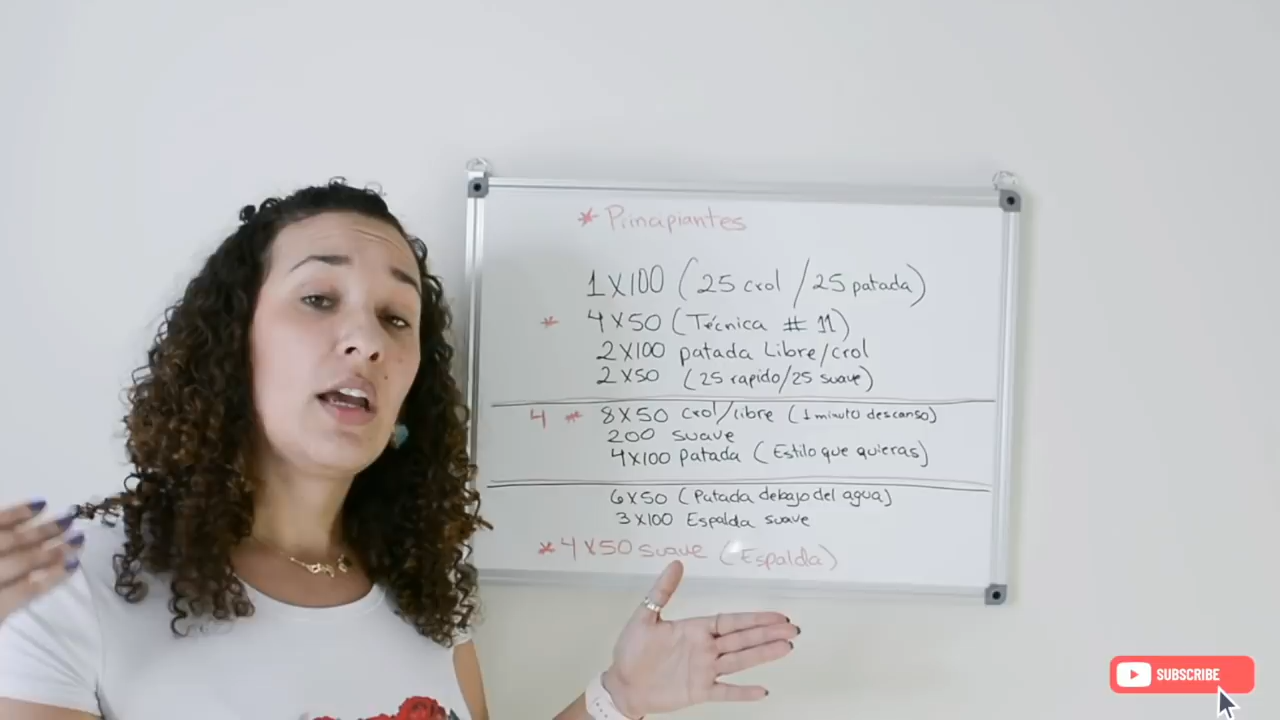 * Principiantes
1X100 (25 crol / 25 patada)
* 4X50 (Técnica # 11)
2X100 patada Libre/crol
2X50 (25 rapido/25 suave)
4 * 8X50 crol/libre (1 minuto descanso)
200 suave
4X100 patada (Estilo que quieras)
6X50 (Patada debajo del agua)
3X100 Espalda suave
* 4X50 suave (Espalda)
SUBSCRIBE